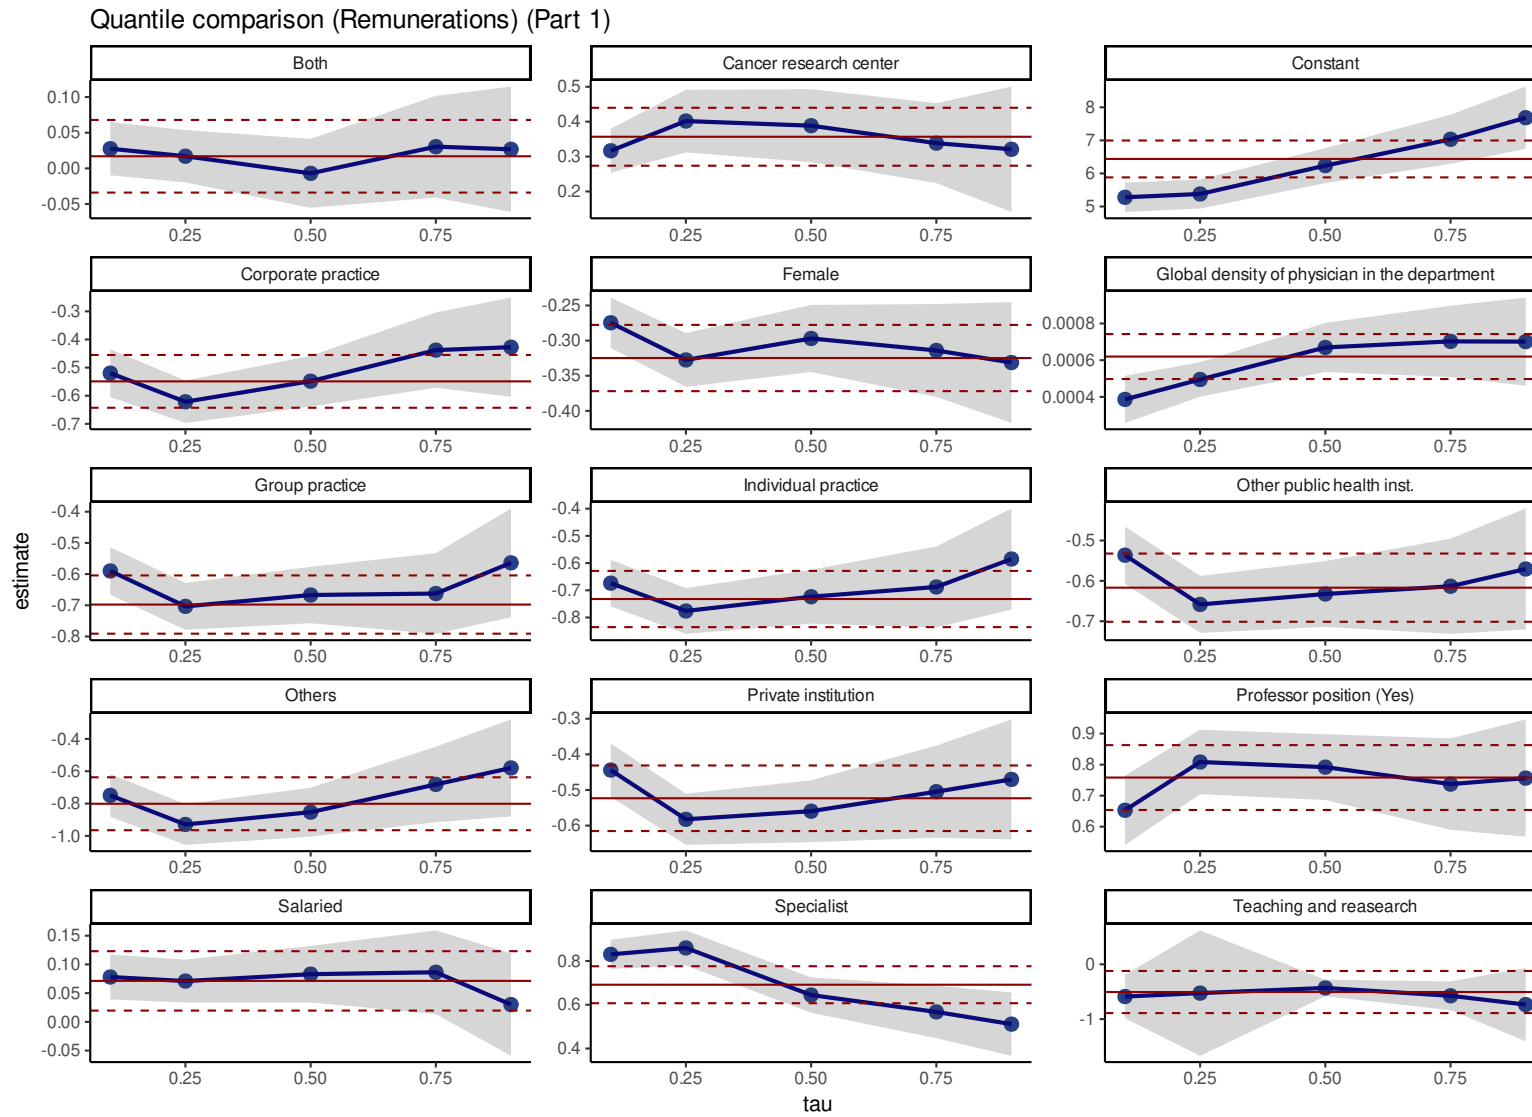 Quantile comparison (Remunerations) (Part 1)
Both
Cancer research center
Constant
0.10
0.05
0.00
-0.05
0.25 0.50 0.75
0.5
0.4
0.3
0.2
0.25 0.50 0.75
8
7
6
5
0.25 0.50 0.75
Corporate practice
Female
Global density of physician in the department
-0.3
-0.4
-0.5
-0.6
-0.7
0.25 0.50 0.75
-0.25
-0.30
-0.35
-0.40
0.25 0.50 0.75
0.0008
0.0006
0.0004
0.25 0.50 0.75
Group practice
Individual practice
Other public health inst.
-0.4
-0.5
-0.6
-0.7
-0.8
0.25 0.50 0.75
-0.4
-0.5
-0.6
-0.7
-0.8
0.25 0.50 0.75
-0.5
-0.6
-0.7
0.25 0.50 0.75
Others
Private institution
Professor position (Yes)
-0.4
-0.6
-0.8
-1.0
0.25 0.50 0.75
-0.3
-0.4
-0.5
-0.6
0.25 0.50 0.75
0.9
0.8
0.7
0.6
0.25 0.50 0.75
Salaried
Specialist
Teaching and reasearch
0.15
0.10
0.05
0.00
-0.05
0.25 0.50 0.75
0.8
0.6
0.4
0.25 0.50 0.75
0
-1
0.25 0.50 0.75
estimate
tau